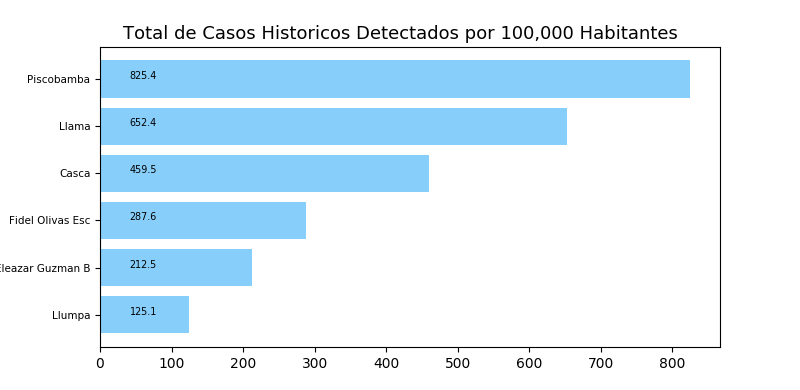 Total de Casos Historicos Detectados por 100,000 Habitantes
Piscobamba 825.4
Llama 652.4
Casca 459.5
Fidel Olivas Esc 287.6
Eleazar Guzman B 212.5
Llumpa 125.1
0 100 200 300 400 500 600 700 800